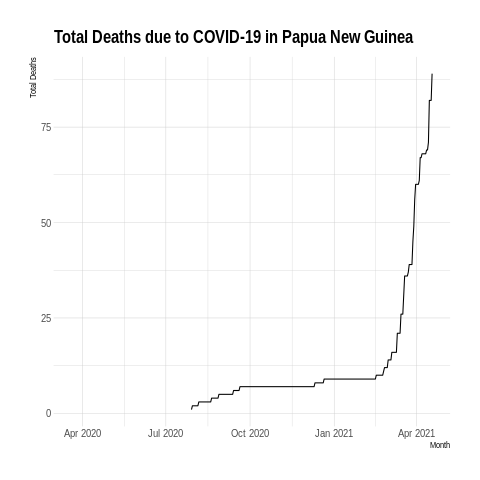 Total Deaths due to COVID-19 in Papua New Guinea
Total Deaths
75
50
25
0
Apr 2020 Jul 2020 Oct 2020 Jan 2021 Apr 2021
Month